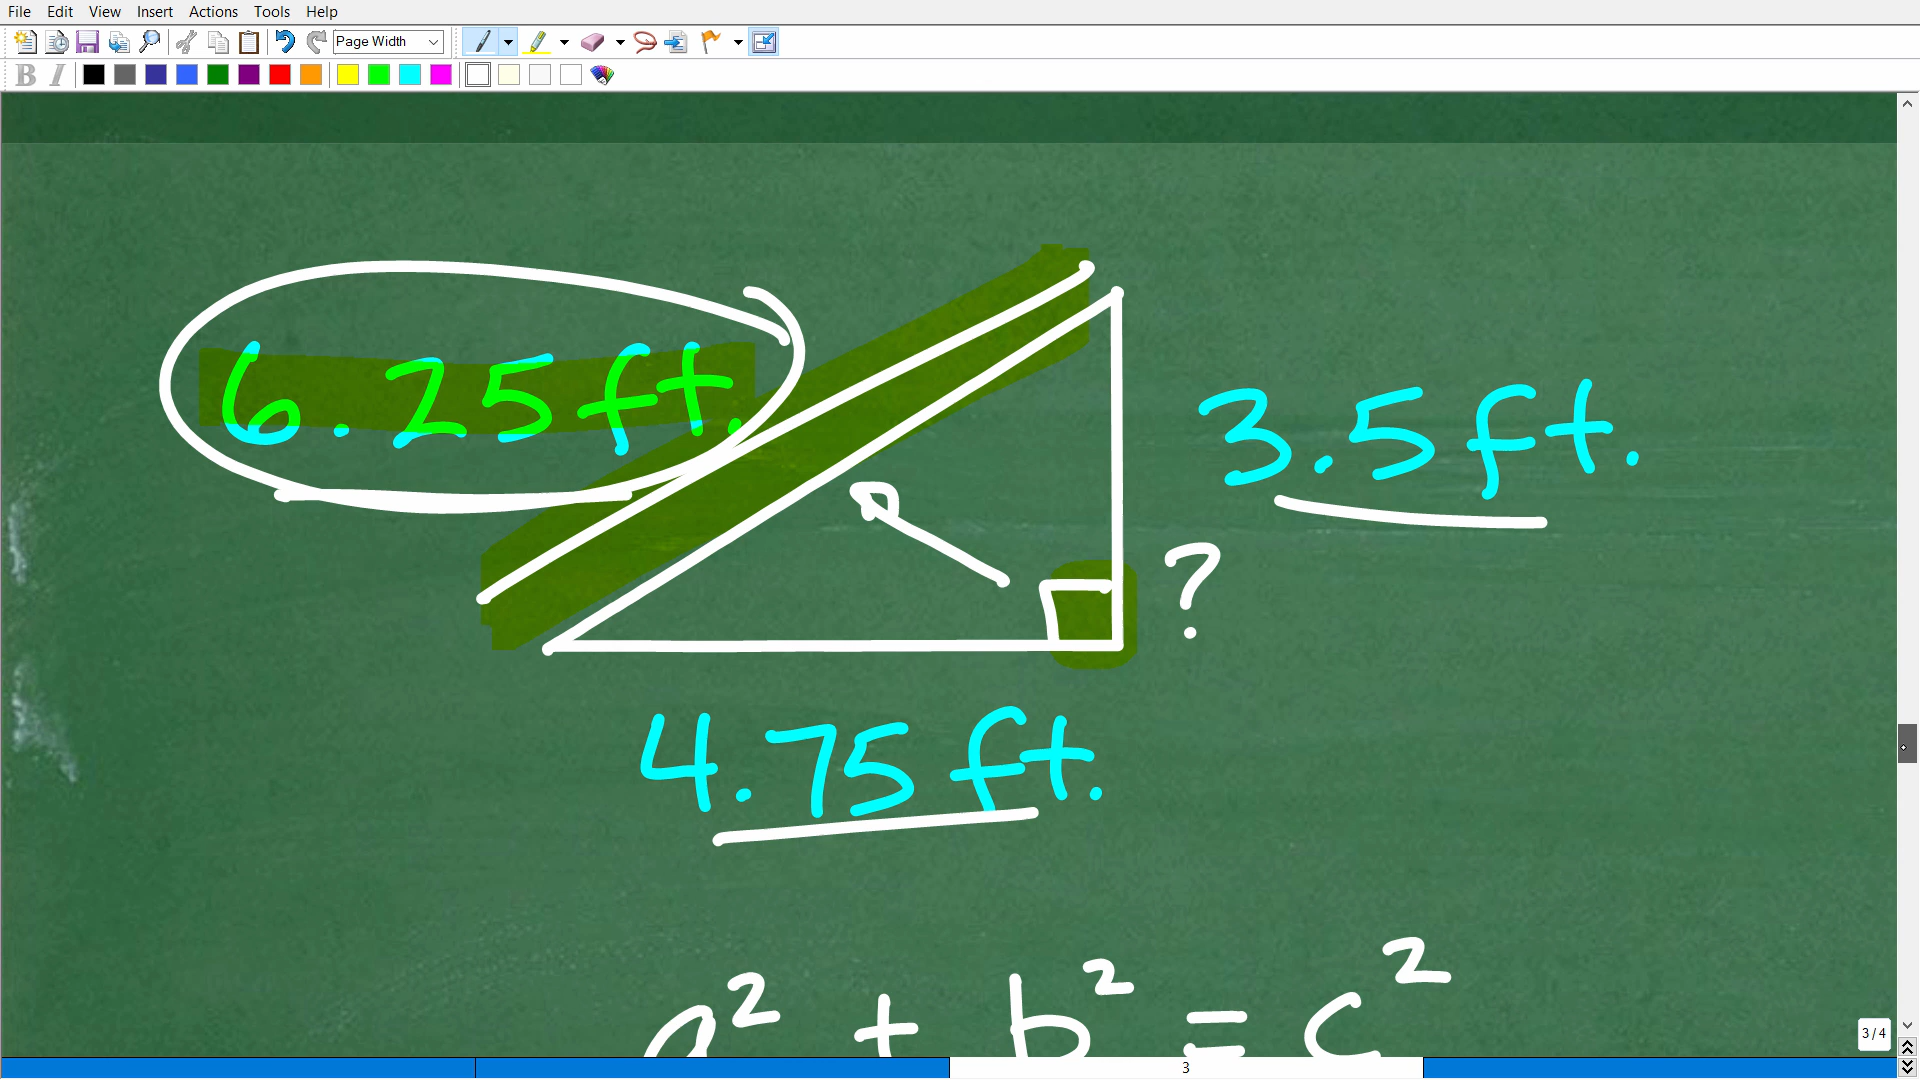 File Edit View Insert Actions Tools Help
Page Width
B I
6.25 ft.
3.5 ft.
?
4.75 ft.
a² + b² = c²
3/4
3